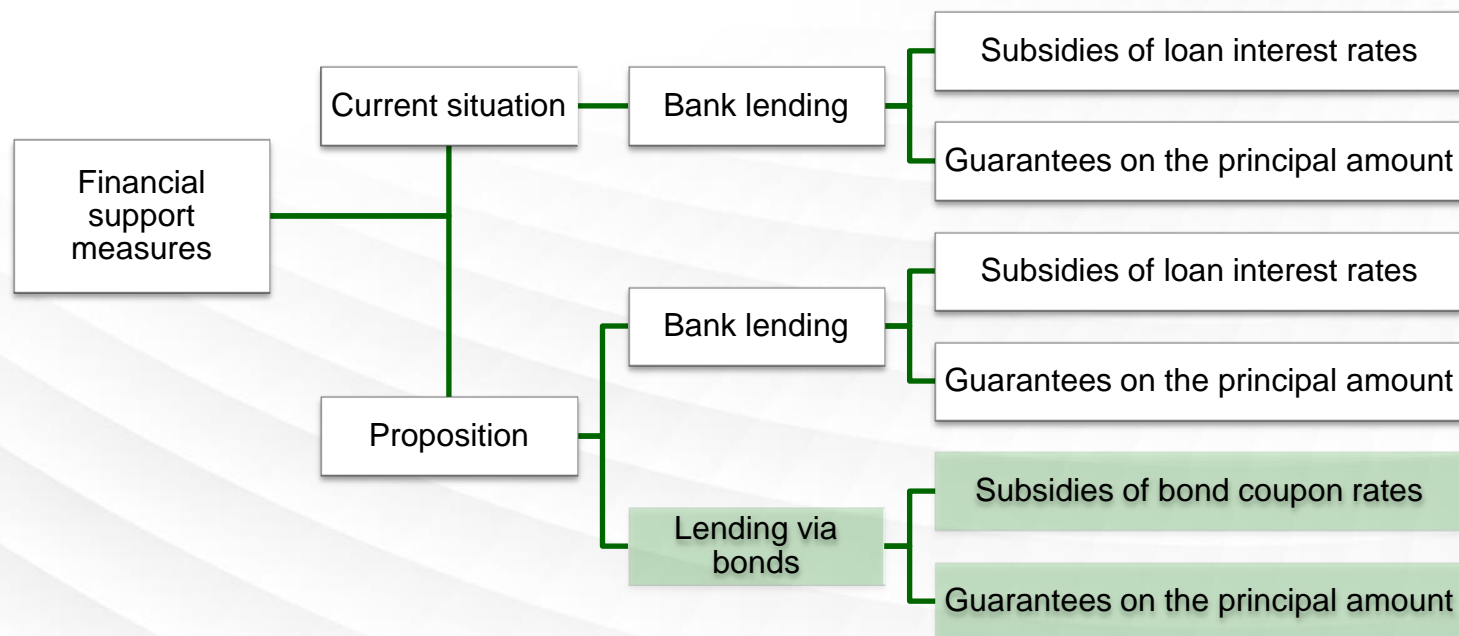 Financial
support
measures
Current situation
Bank lending
Subsidies of loan interest rates
Guarantees on the principal amount
Proposition
Bank lending
Subsidies of loan interest rates
Guarantees on the principal amount
Lending via
bonds
Subsidies of bond coupon rates
Guarantees on the principal amount